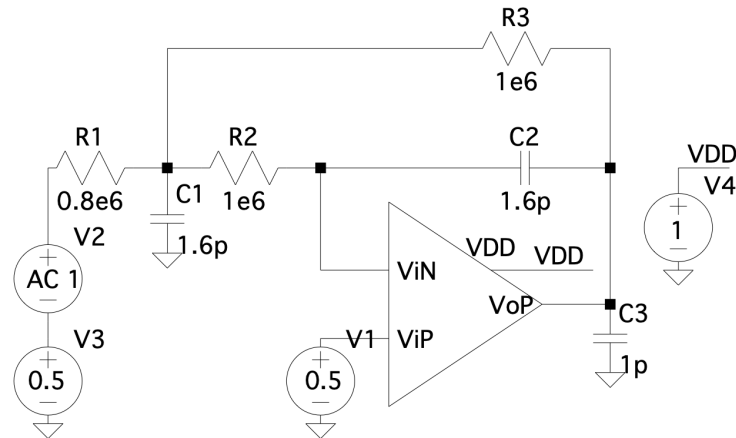 R3
1e6
R1
0.8e6
R2
1e6
C2
1.6p
C1
1.6p
VDD
V4
1
V2
AC 1
V3
0.5
ViN
VDD
VDD
VoP
V1
ViP
0.5
C3
1p